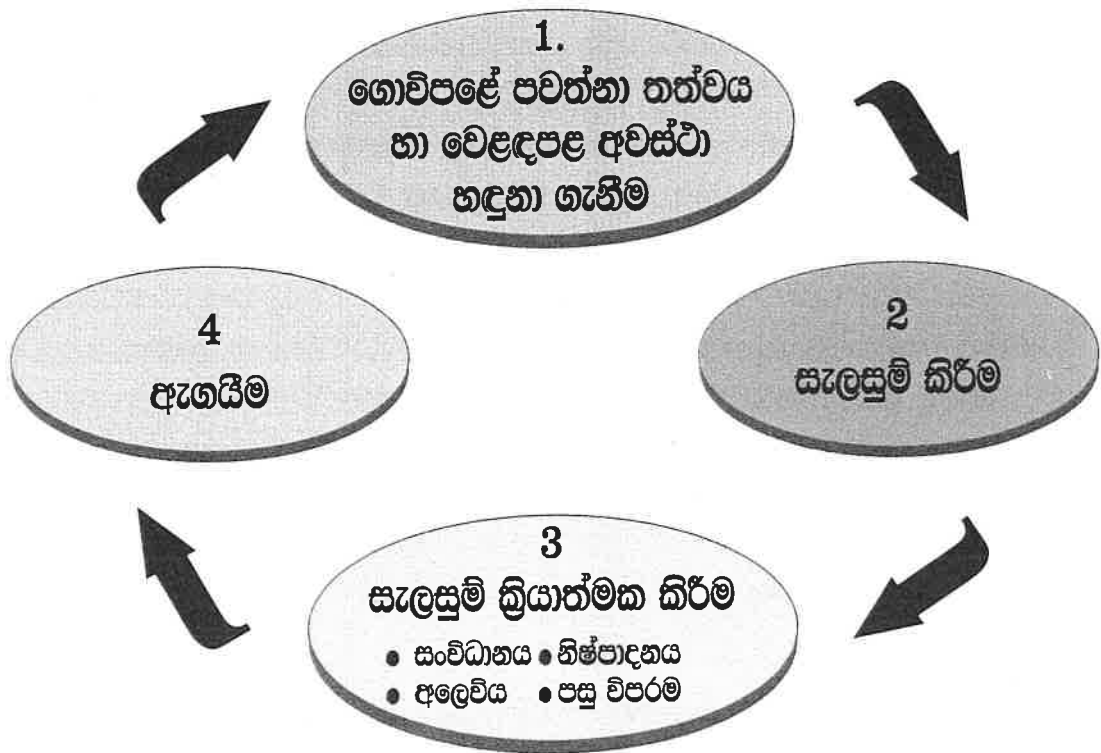 1.
ගොවිපළේ පවත්නා තත්වය
හා වෙළඳපළ අවස්ථා
හඳුනා ගැනීම
2
සැලසුම් කිරීම
3
සැලසුම් ක්‍රියාත්මක කිරීම
• සංවිධානය • නිෂ්පාදනය
• අලෙවිය • පසු විපරම
4
ඇගයීම